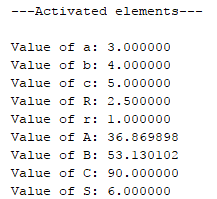 ---Activated elements---
Value of a: 3.000000
Value of b: 4.000000
Value of c: 5.000000
Value of R: 2.500000
Value of r: 1.000000
Value of A: 36.869898
Value of B: 53.130102
Value of C: 90.000000
Value of S: 6.000000